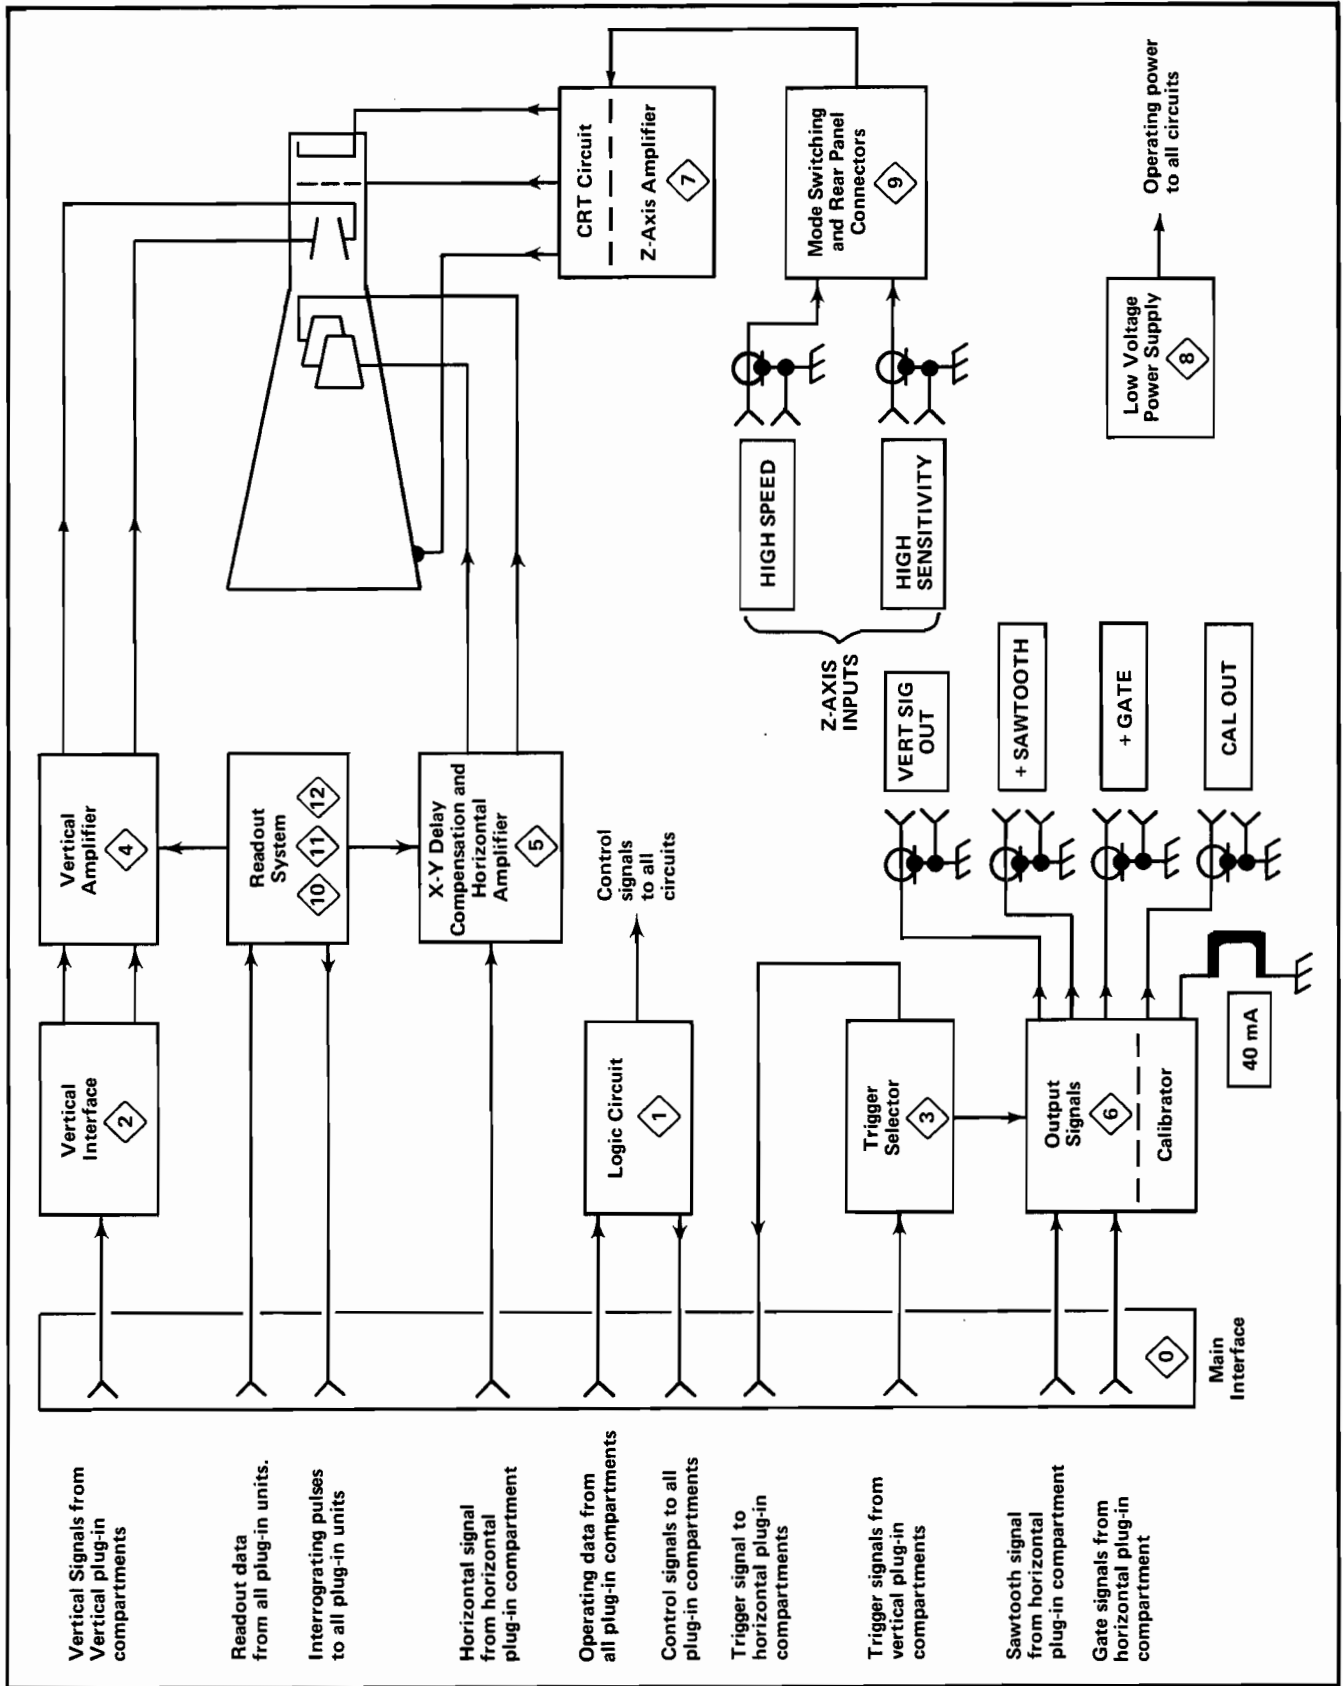 Vertical Signals from
Vertical plug-in
compartments
Readout data
from all plug-in units.
Interrogating pulses
to all plug-in units
Horizontal signal
from horizontal
plug-in compartment
Operating data from
all plug-in compartments
Control signals to all
plug-in compartments
Trigger signal to
horizontal plug-in
compartments
Trigger signals from
vertical plug-in
compartments
Sawtooth signal
from horizontal
plug-in compartment
Gate signals from
horizontal plug-in
compartment
0
Main
Interface
Vertical
Interface
2
Logic Circuit
1
Trigger
Selector
3
Output
Signals
6
Calibrator
40 mA
Vertical
Amplifier
4
Readout
System
10 11 12
X-Y Delay
Compensation and
Horizontal
Amplifier
5
Control
signals
to all
circuits
VERT SIG
OUT
+ SAWTOOTH
+ GATE
CAL OUT
Z-AXIS
INPUTS
HIGH SPEED
HIGH
SENSITIVITY
CRT Circuit
Z-Axis Amplifier
7
Mode Switching
and Rear Panel
Connectors
9
Low Voltage
Power Supply
8
Operating power
to all circuits